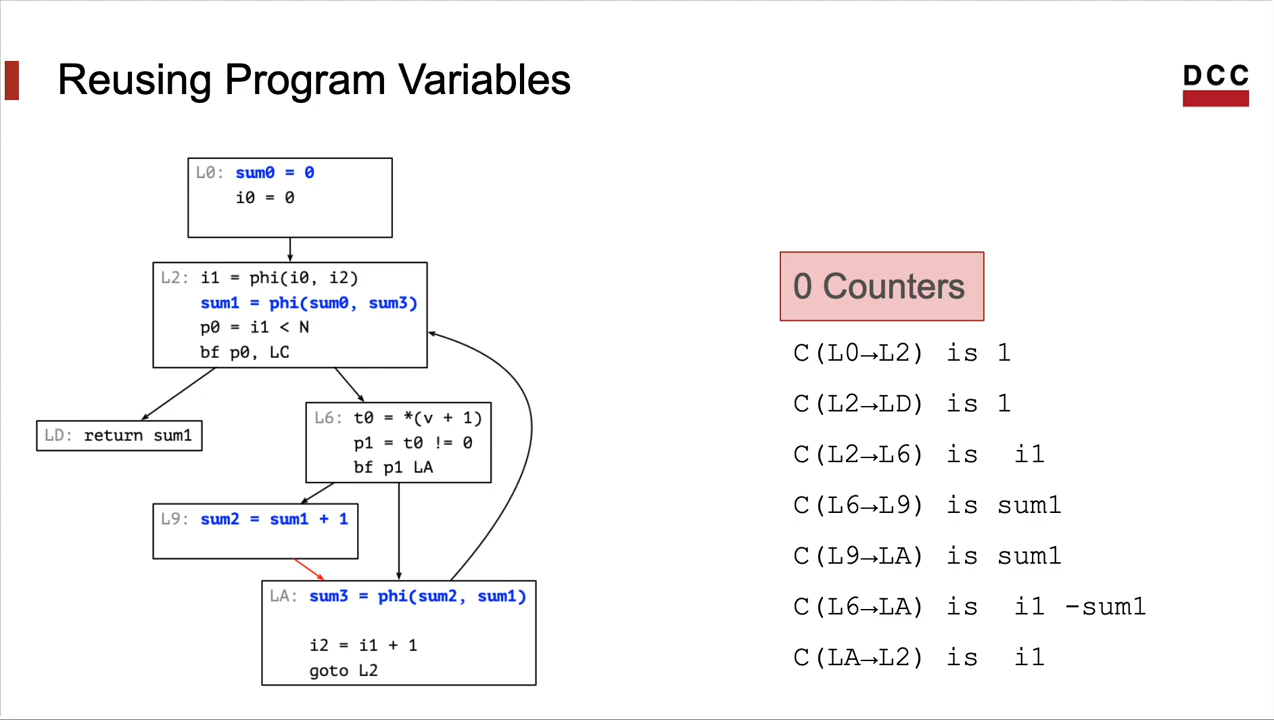 Reusing Program Variables
DCC
L0: sum0 = 0
i0 = 0
L2: i1 = phi(i0, i2)
sum1 = phi(sum0, sum3)
p0 = i1 < N
bf p0, LC
LD: return sum1
L6: t0 = *(v + 1)
p1 = t0 != 0
bf p1 LA
L9: sum2 = sum1 + 1
LA: sum3 = phi(sum2, sum1)
i2 = i1 + 1
goto L2
0 Counters
C(L0→L2) is 1
C(L2→LD) is 1
C(L2→L6) is i1
C(L6→L9) is sum1
C(L9→LA) is sum1
C(L6→LA) is i1 -sum1
C(LA→L2) is i1